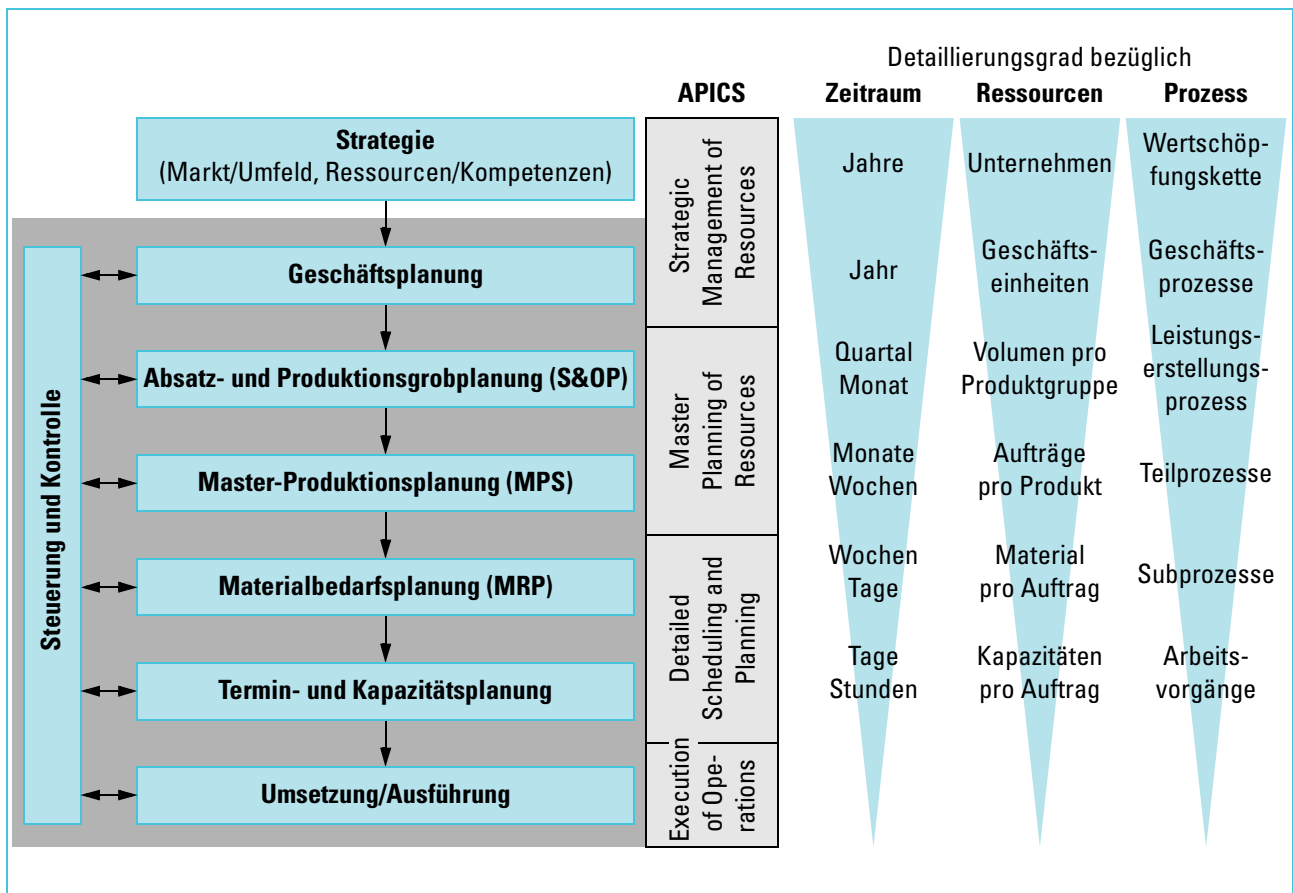 Detaillierungsgrad bezüglich
APICS
Zeitraum
Ressourcen
Prozess
Strategie
(Markt/Umfeld, Ressourcen/Kompetenzen)
Geschäftsplanung
Absatz- und Produktionsgrobplanung (S&OP)
Master-Produktionsplanung (MPS)
Materialbedarfsplanung (MRP)
Termin- und Kapazitätsplanung
Umsetzung/Ausführung
Steuerung und Kontrolle
Strategic
Management of
Resources
Master
Planning of
Resources
Detailed
Scheduling and
Planning
Execution
of Ope-
rations
Jahre
Jahr
Quartal
Monat
Monate
Wochen
Wochen
Tage
Tage
Stunden
Unternehmen
Geschäfts-
einheiten
Volumen pro
Produktgruppe
Aufträge
pro Produkt
Material
pro Auftrag
Kapazitäten
pro Auftrag
Wertschöp-
fungskette
Geschäfts-
prozesse
Leistungs-
erstellungs-
prozess
Teilprozesse
Subprozesse
Arbeits-
vorgänge